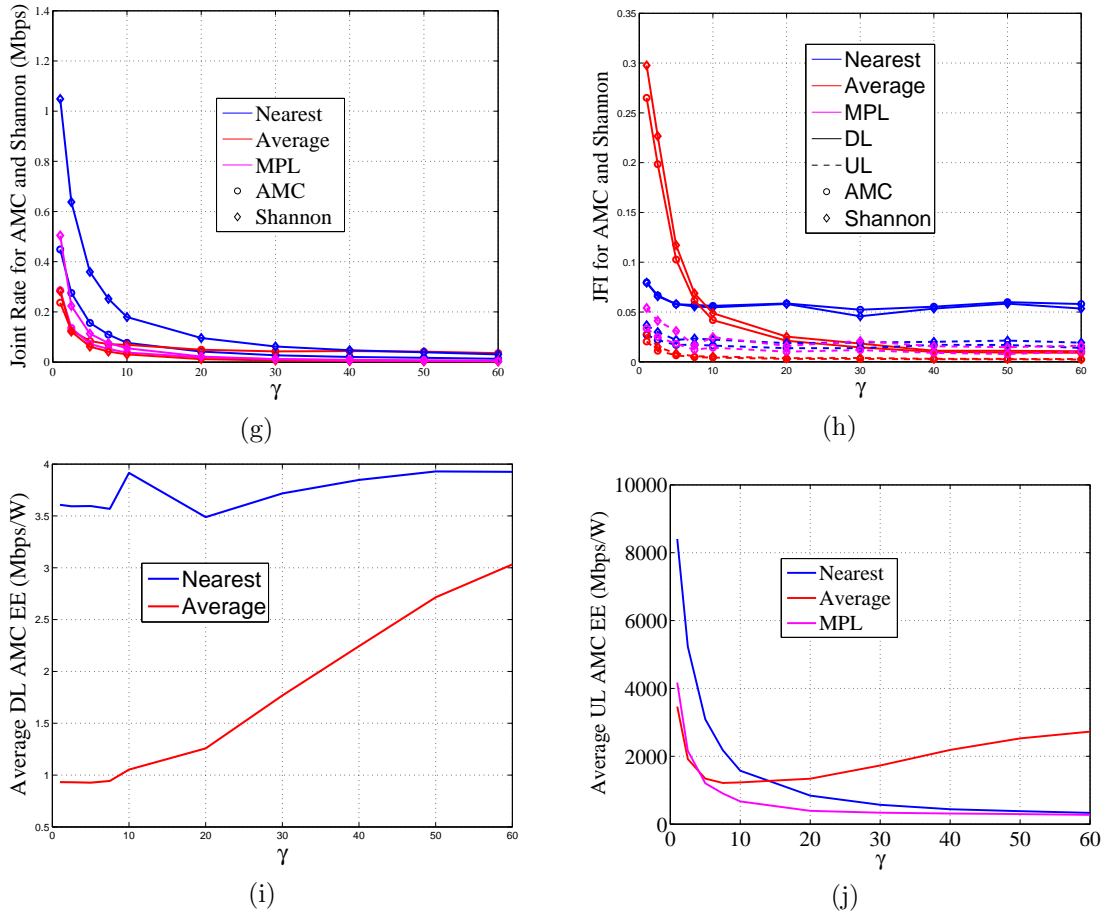 Joint Rate for AMC and Shannon (Mbps)
1.4
1.2
1
0.8
0.6
0.4
0.2
0
0 10 20 30 40 50 60
γ
Nearest
Average
MPL
AMC
Shannon
(g)
JFI for AMC and Shannon
0.35
0.3
0.25
0.2
0.15
0.1
0.05
0
0 10 20 30 40 50 60
γ
Nearest
Average
MPL
DL
UL
AMC
Shannon
(h)
Average DL AMC EE (Mbps/W)
4
3.5
3
2.5
2
1.5
1
0.5
0 10 20 30 40 50 60
γ
Nearest
Average
(i)
Average UL AMC EE (Mbps/W)
10000
8000
6000
4000
2000
0
0 10 20 30 40 50 60
γ
Nearest
Average
MPL
(j)